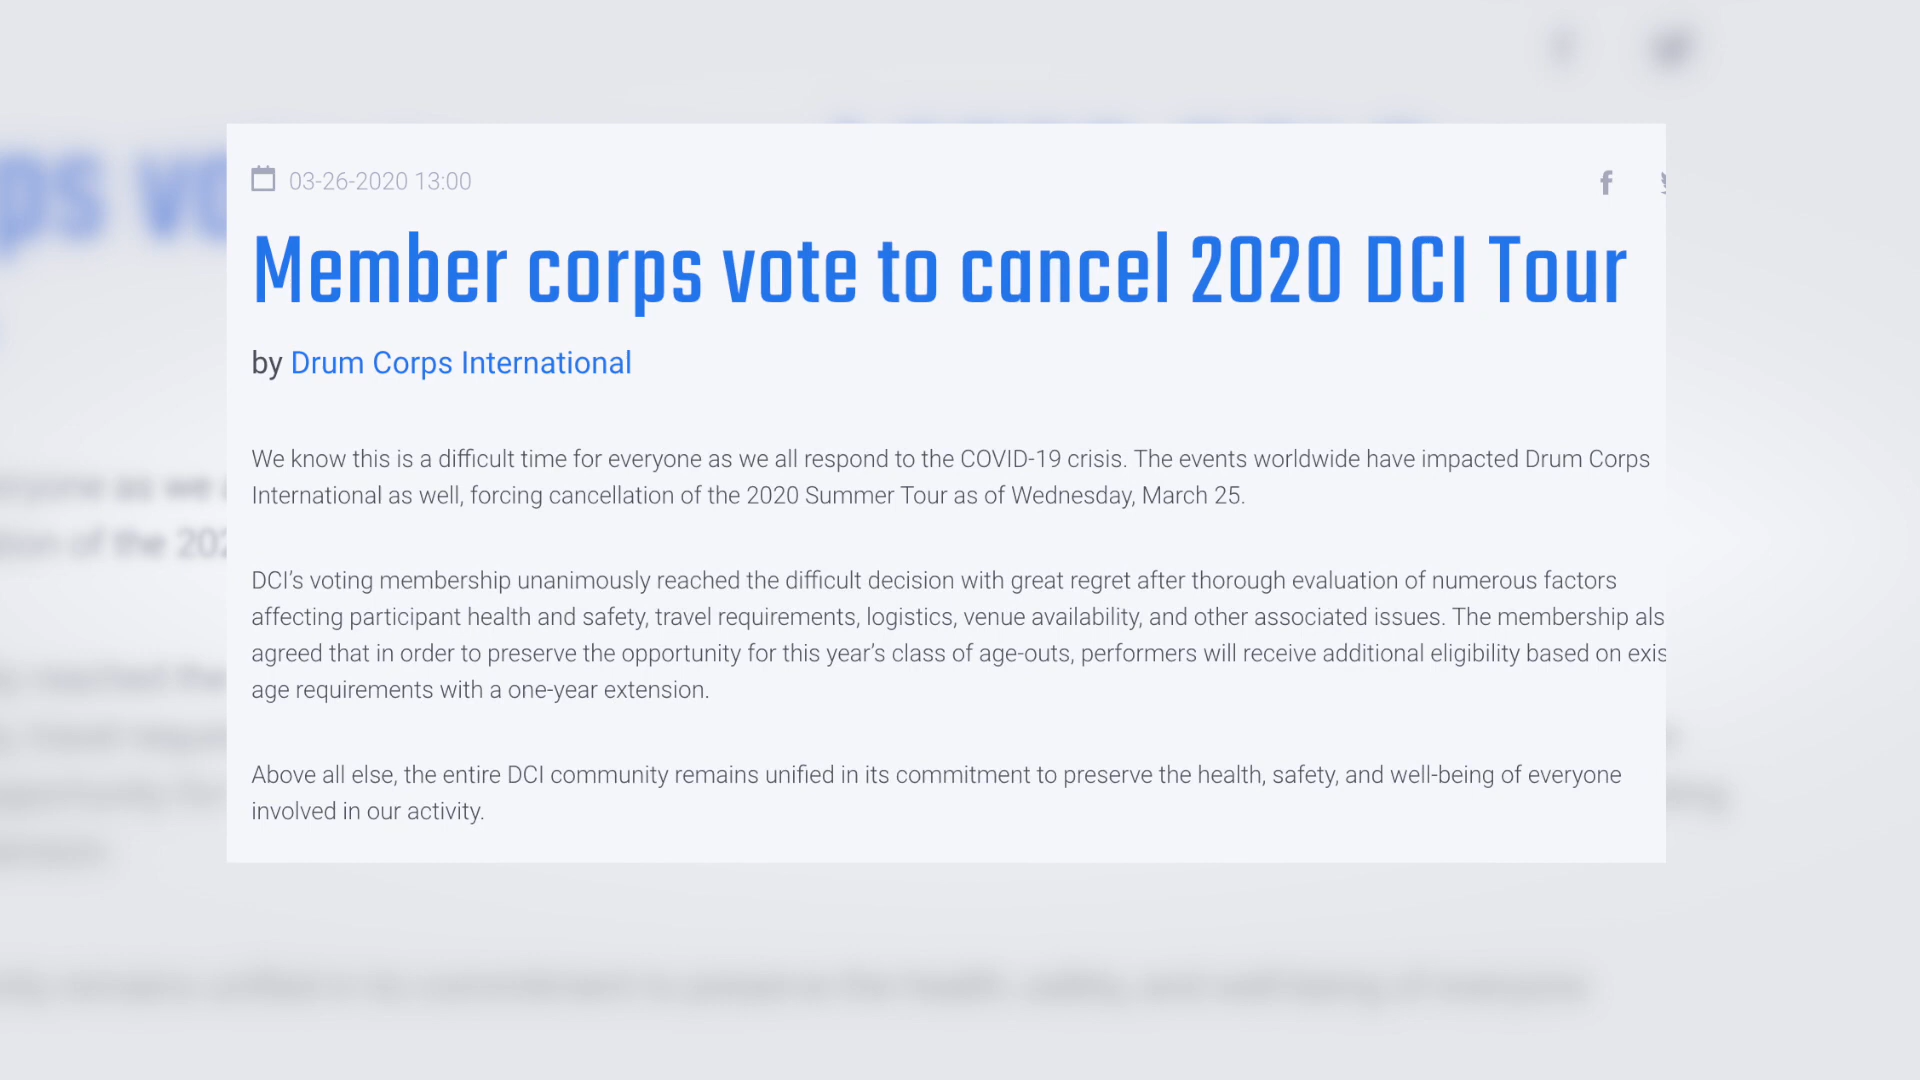 03-26-2020 13:00
Member corps vote to cancel 2020 DCI Tour
by Drum Corps International
We know this is a difficult time for everyone as we all respond to the COVID-19 crisis. The events worldwide have impacted Drum Corps
International as well, forcing cancellation of the 2020 Summer Tour as of Wednesday, March 25.
DCI’s voting membership unanimously reached the difficult decision with great regret after thorough evaluation of numerous factors
affecting participant health and safety, travel requirements, logistics, venue availability, and other associated issues. The membership als
agreed that in order to preserve the opportunity for this year’s class of age-outs, performers will receive additional eligibility based on exis
age requirements with a one-year extension.
Above all else, the entire DCI community remains unified in its commitment to preserve the health, safety, and well-being of everyone
involved in our activity.